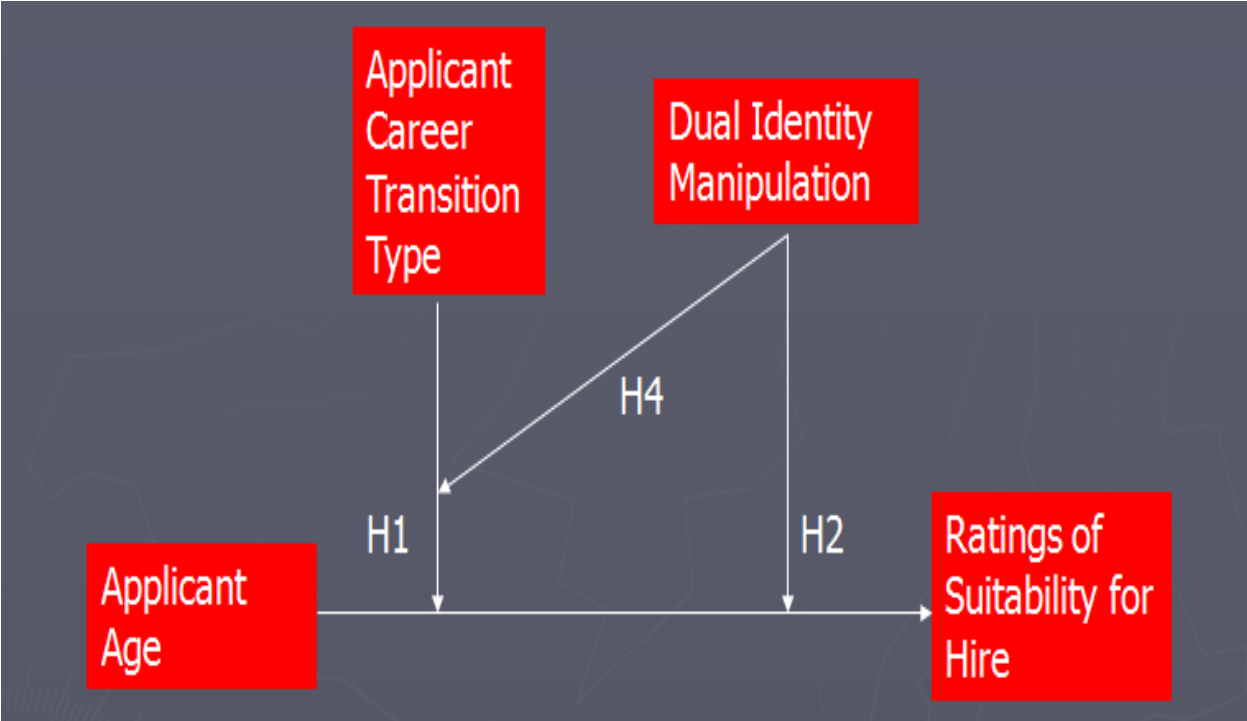 Applicant
Career
Transition
Type
Dual Identity
Manipulation
H4
H1
H2
Applicant
Age
Ratings of
Suitability for
Hire